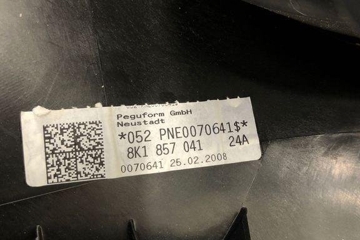 Peguform GmbH
Neustadt
*052 PNE0070641$*
8K1 857 041 24A
0070641 25.02.2008